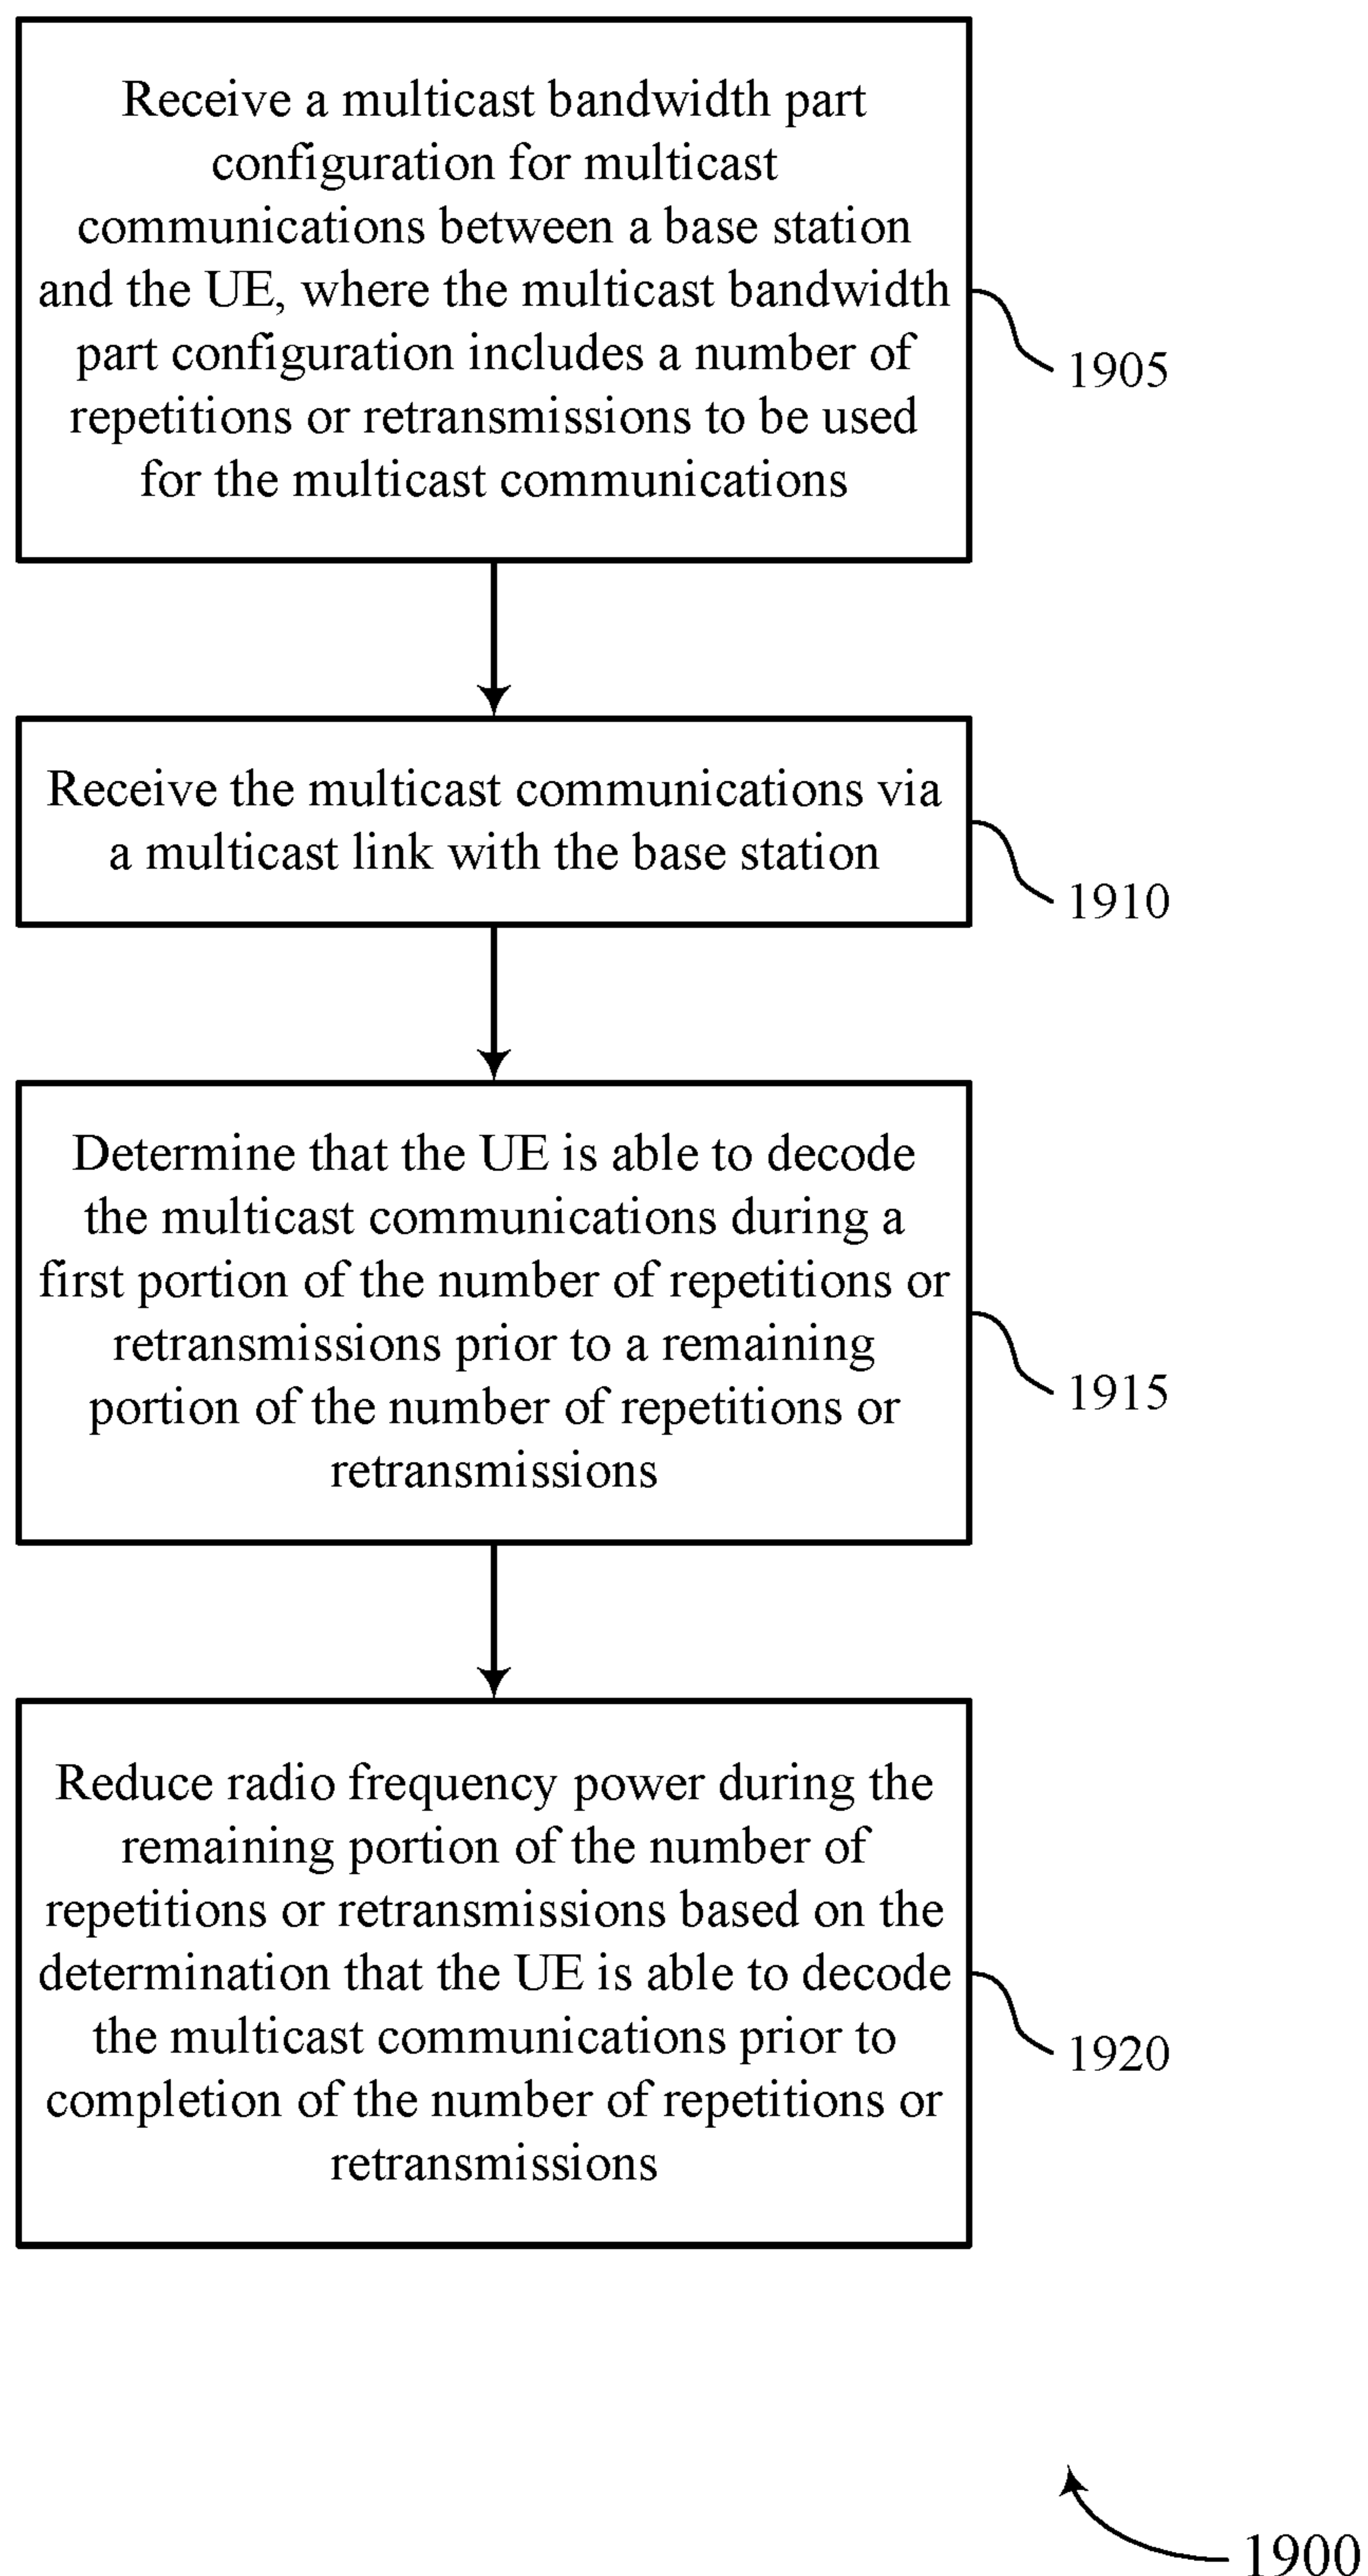 Receive a multicast bandwidth part
configuration for multicast
communications between a base station
and the UE, where the multicast bandwidth
part configuration includes a number of
repetitions or retransmissions to be used
for the multicast communications
1905
Receive the multicast communications via
a multicast link with the base station
1910
Determine that the UE is able to decode
the multicast communications during a
first portion of the number of repetitions or
retransmissions prior to a remaining
portion of the number of repetitions or
retransmissions
1915
Reduce radio frequency power during the
remaining portion of the number of
repetitions or retransmissions based on the
determination that the UE is able to decode
the multicast communications prior to
completion of the number of repetitions or
retransmissions
1920
1900